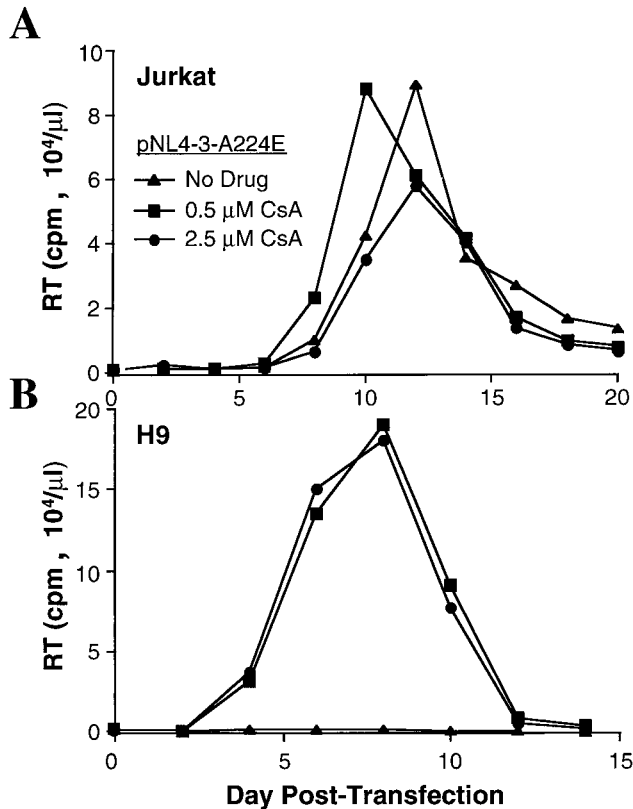 A
Jurkat
pNL4-3-A224E
No Drug
0.5 μM CsA
2.5 μM CsA
RT (cpm , 10⁴/μl)
10
8
6
4
2
0
0 5 10 15 20
B
H9
RT (cpm , 10⁴/μl)
20
15
10
5
0
0 5 10 15
Day Post-Transfection